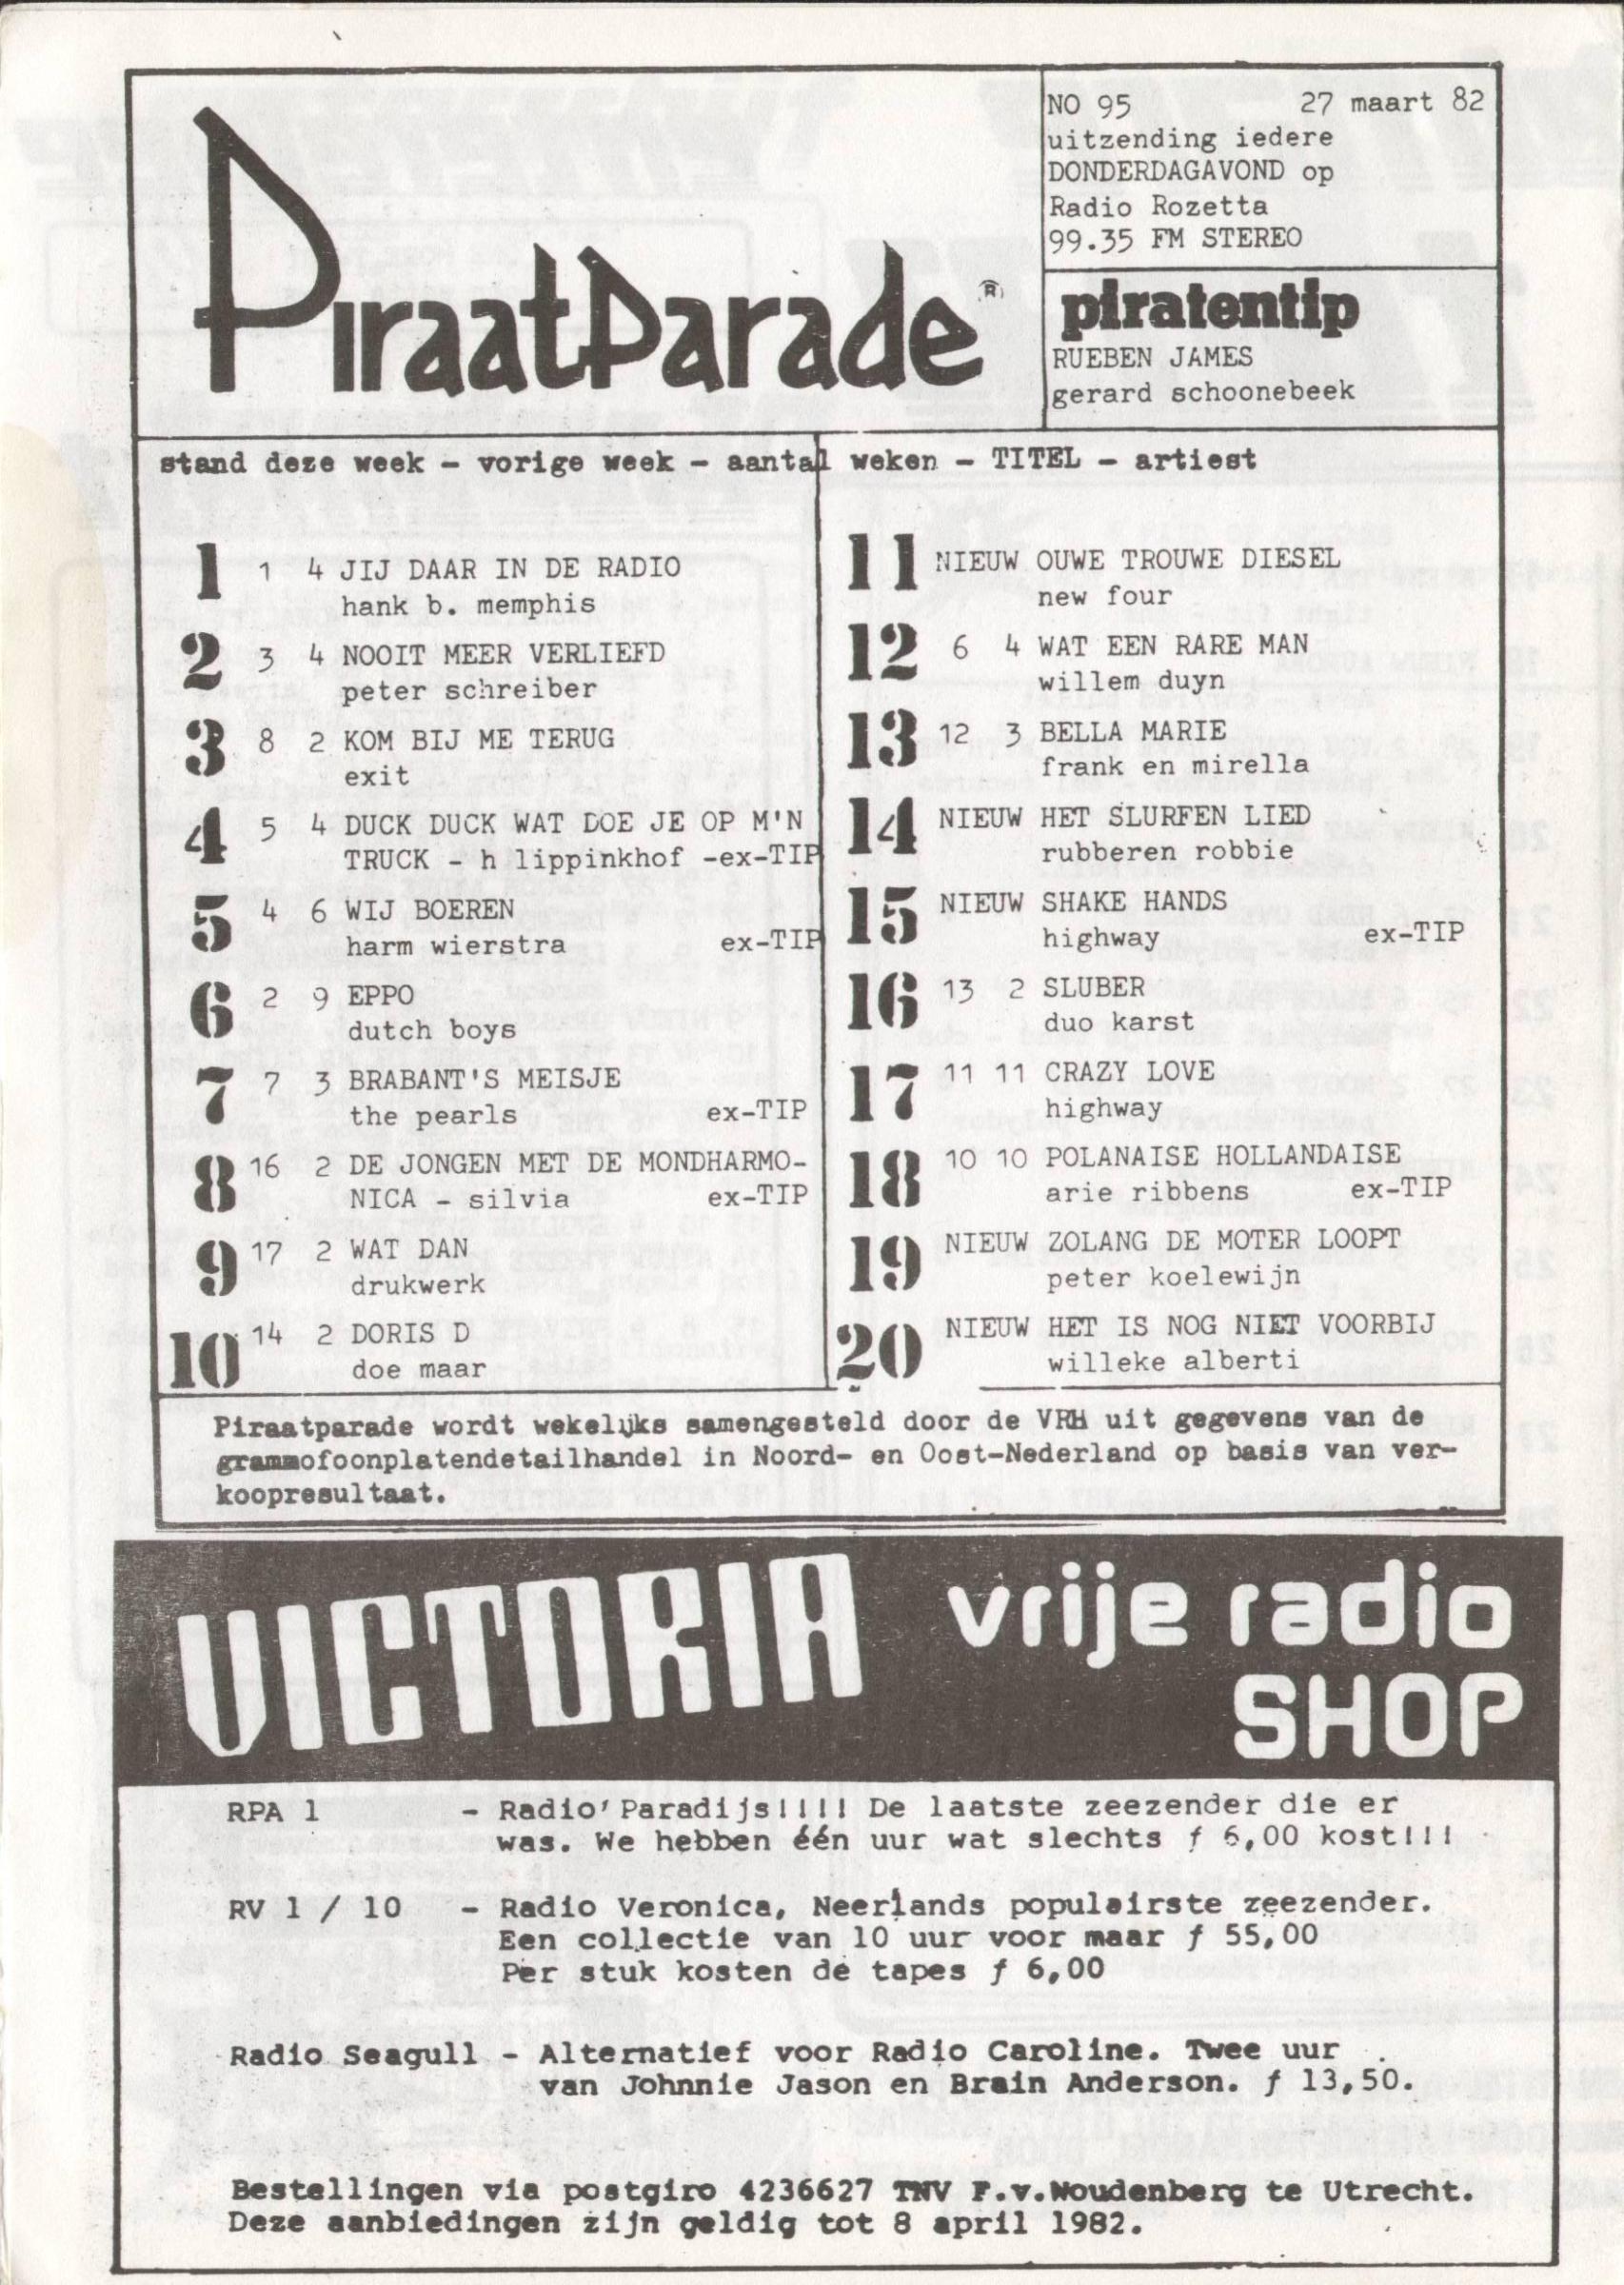 PiraatParade ®
NO 95 27 maart 82
uitzending iedere
DONDERDAGAVOND op
Radio Rozetta
99.35 FM STEREO
piratentip
RUEBEN JAMES
gerard schoonebeek
stand deze week - vorige week - aantal weken - TITEL - artiest
1 1 4 JIJ DAAR IN DE RADIO
hank b. memphis
2 3 4 NOOIT MEER VERLIEFD
peter schreiber
3 8 2 KOM BIJ ME TERUG
exit
4 5 4 DUCK DUCK WAT DOE JE OP M'N
TRUCK - h lippinkhof -ex-TIP
5 4 6 WIJ BOEREN
harm wierstra ex-TIP
6 2 9 EPPO
dutch boys
7 7 3 BRABANT'S MEISJE
the pearls ex-TIP
8 16 2 DE JONGEN MET DE MONDHARMO-
NICA - silvia ex-TIP
9 17 2 WAT DAN
drukwerk
10 14 2 DORIS D
doe maar
11 NIEUW OUWE TROUWE DIESEL
new four
12 6 4 WAT EEN RARE MAN
willem duyn
13 12 3 BELLA MARIE
frank en mirella
14 NIEUW HET SLURFEN LIED
rubberen robbie
15 NIEUW SHAKE HANDS
highway ex-TIP
16 13 2 SLUBER
duo karst
17 11 11 CRAZY LOVE
highway
18 10 10 POLANAISE HOLLANDAISE
arie ribbens ex-TIP
19 NIEUW ZOLANG DE MOTER LOOPT
peter koelewijn
20 NIEUW HET IS NOG NIET VOORBIJ
willeke alberti
Piraatparade wordt wekelijks samengesteld door de VRH uit gegevens van de
grammofoonplatendetailhandel in Noord- en Oost-Nederland op basis van ver-
koopresultaat.
VICTORIA vrije radio
SHOP
RPA 1 - Radio' Paradijs!!!! De laatste zeezender die er
was. We hebben één uur wat slechts ƒ 6,00 kost!!!
RV 1 / 10 - Radio Veronica, Neerlands populairste zeezender.
Een collectie van 10 uur voor maar ƒ 55,00
Per stuk kosten de tapes ƒ 6,00
Radio Seagull - Alternatief voor Radio Caroline. Twee uur
van Johnnie Jason en Brain Anderson. ƒ 13,50.
Bestellingen via postgiro 4236627 TNV F.v.Woudenberg te Utrecht.
Deze aanbiedingen zijn geldig tot 8 april 1982.